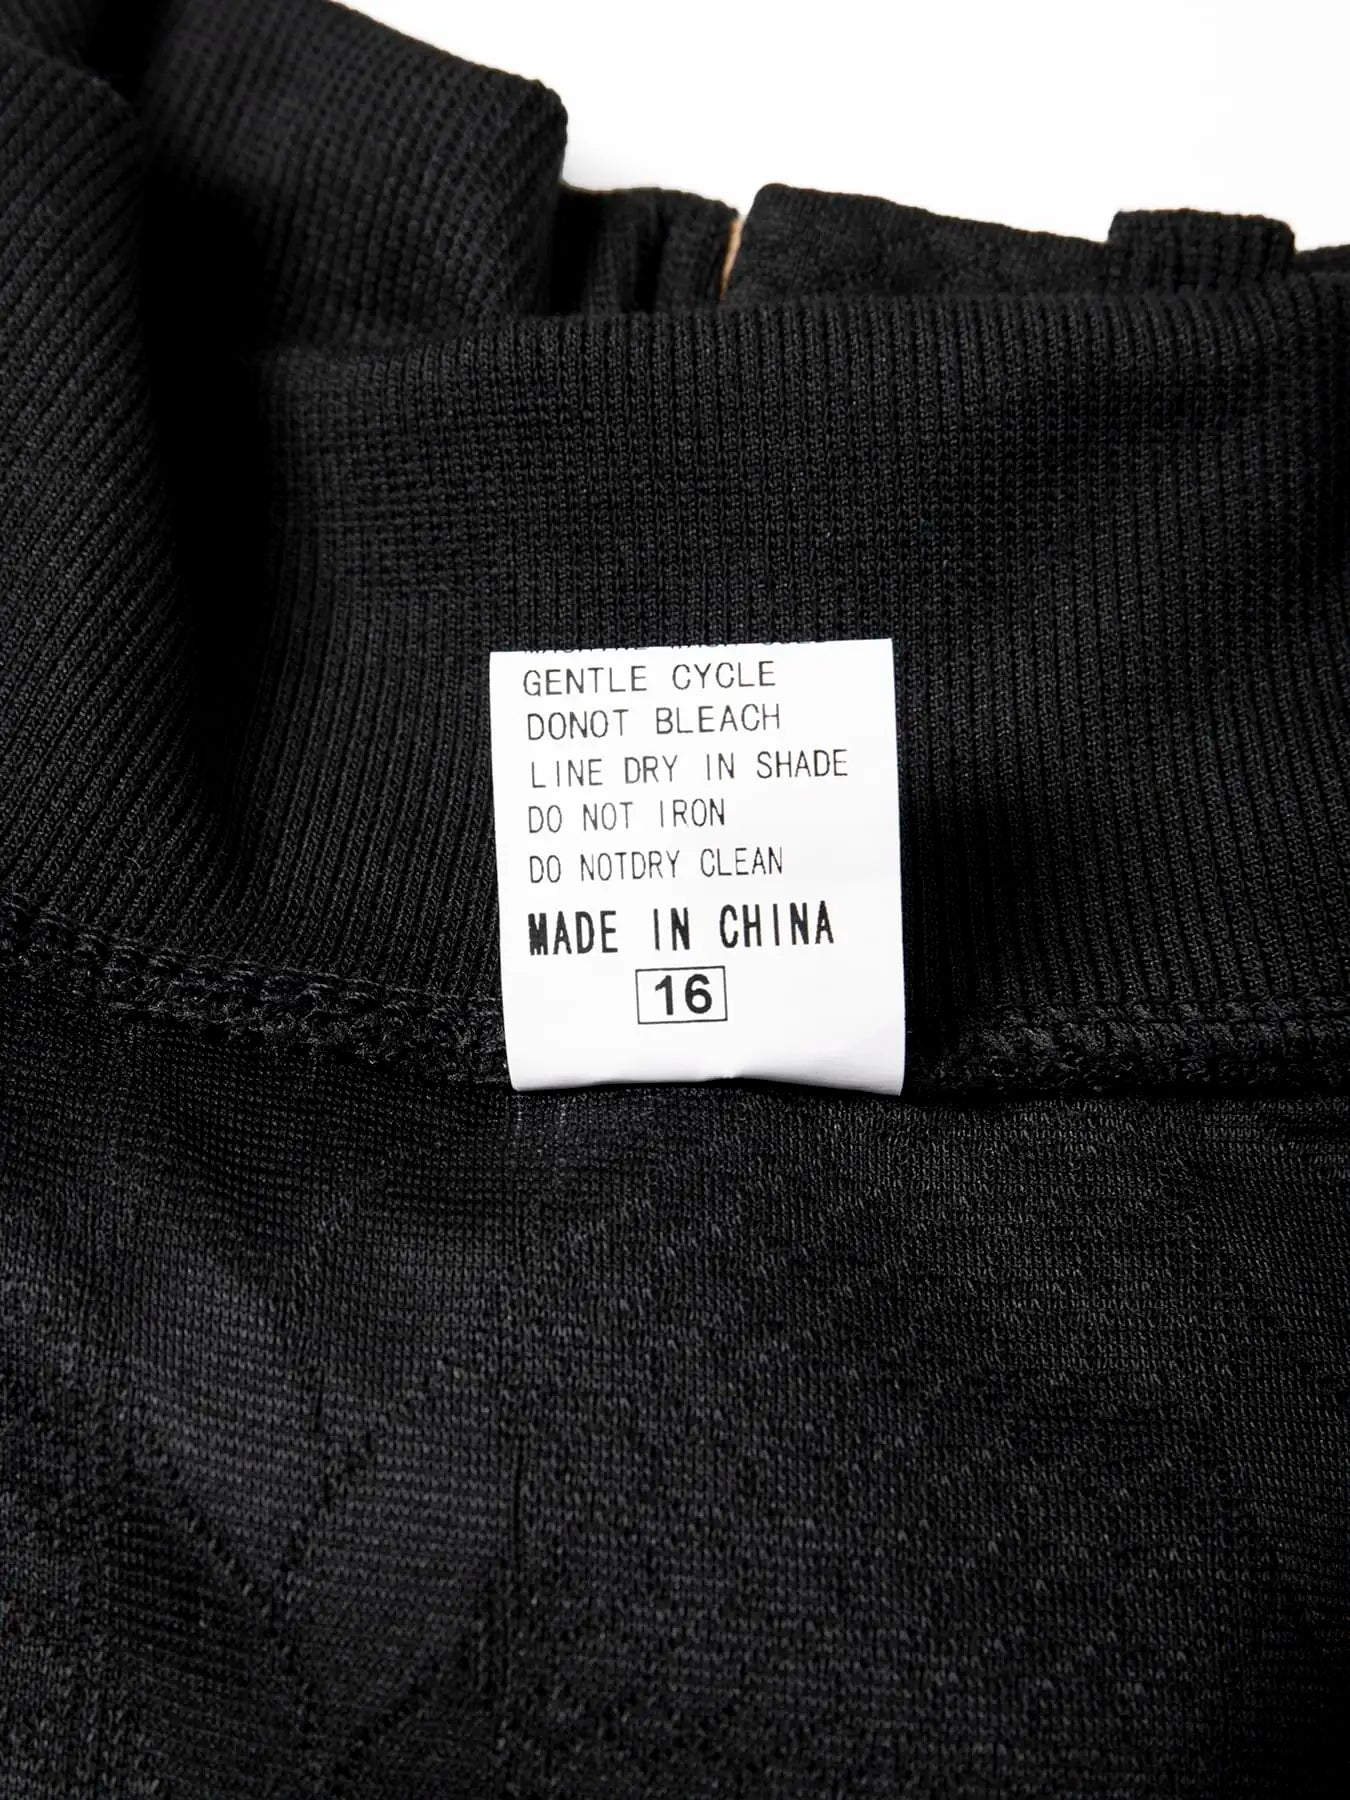 GENTLE CYCLE
DONOT BLEACH
LINE DRY IN SHADE
DO NOT IRON
DO NOTDRY CLEAN
MADE IN CHINA
16